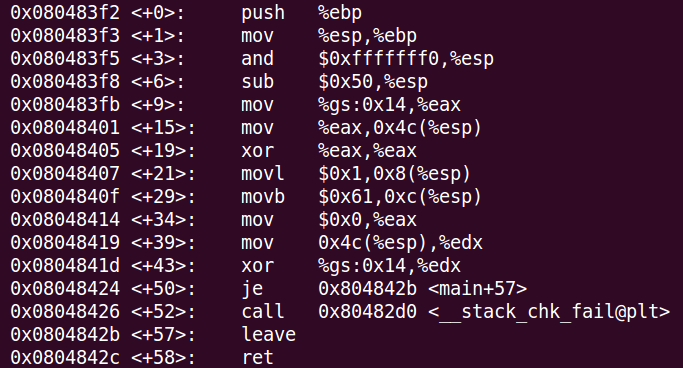 0x080483f2 <+0>: push %ebp
0x080483f3 <+1>: mov %esp,%ebp
0x080483f5 <+3>: and $0xfffffff0,%esp
0x080483f8 <+6>: sub $0x50,%esp
0x080483fb <+9>: mov %gs:0x14,%eax
0x08048401 <+15>: mov %eax,0x4c(%esp)
0x08048405 <+19>: xor %eax,%eax
0x08048407 <+21>: movl $0x1,0x8(%esp)
0x0804840f <+29>: movb $0x61,0xc(%esp)
0x08048414 <+34>: mov $0x0,%eax
0x08048419 <+39>: mov 0x4c(%esp),%edx
0x0804841d <+43>: xor %gs:0x14,%edx
0x08048424 <+50>: je 0x804842b <main+57>
0x08048426 <+52>: call 0x80482d0 <__stack_chk_fail@plt>
0x0804842b <+57>: leave
0x0804842c <+58>: ret